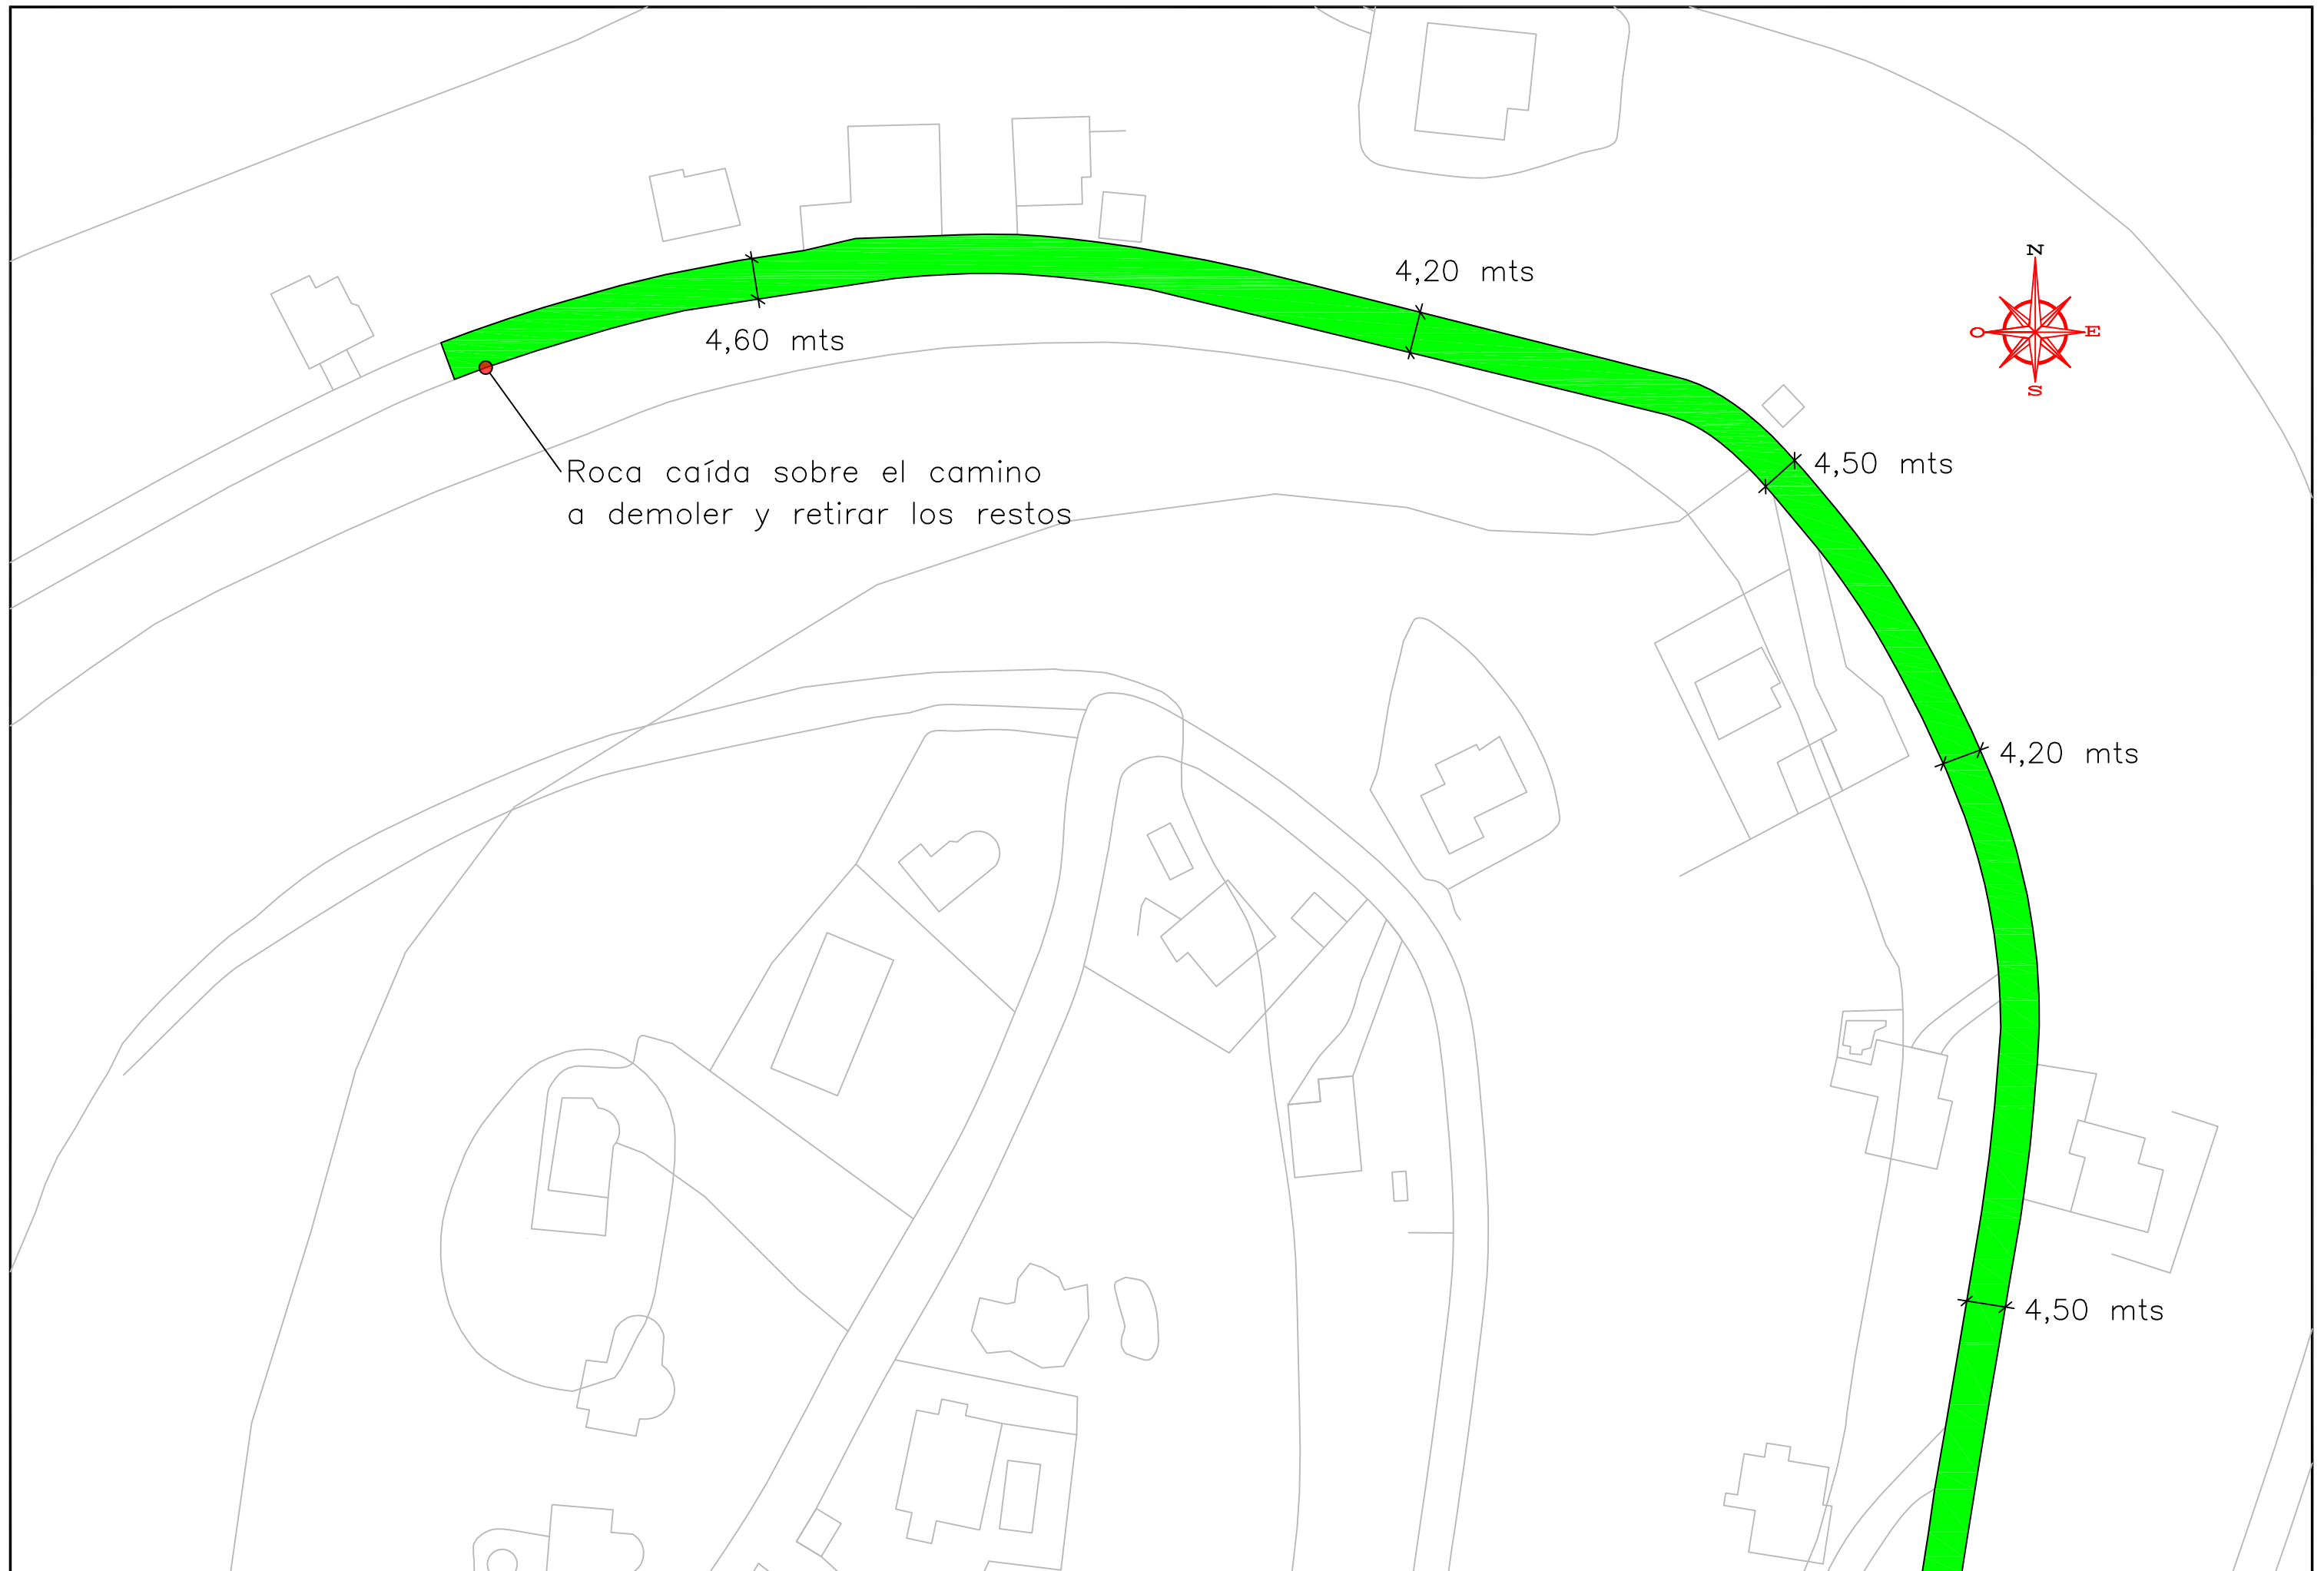 N
4,20 mts
O
E
4,60 mts
S
Roca caída sobre el camino
a demoler y retirar los restos
4,50 mts
4,20 mts
4,50 mts